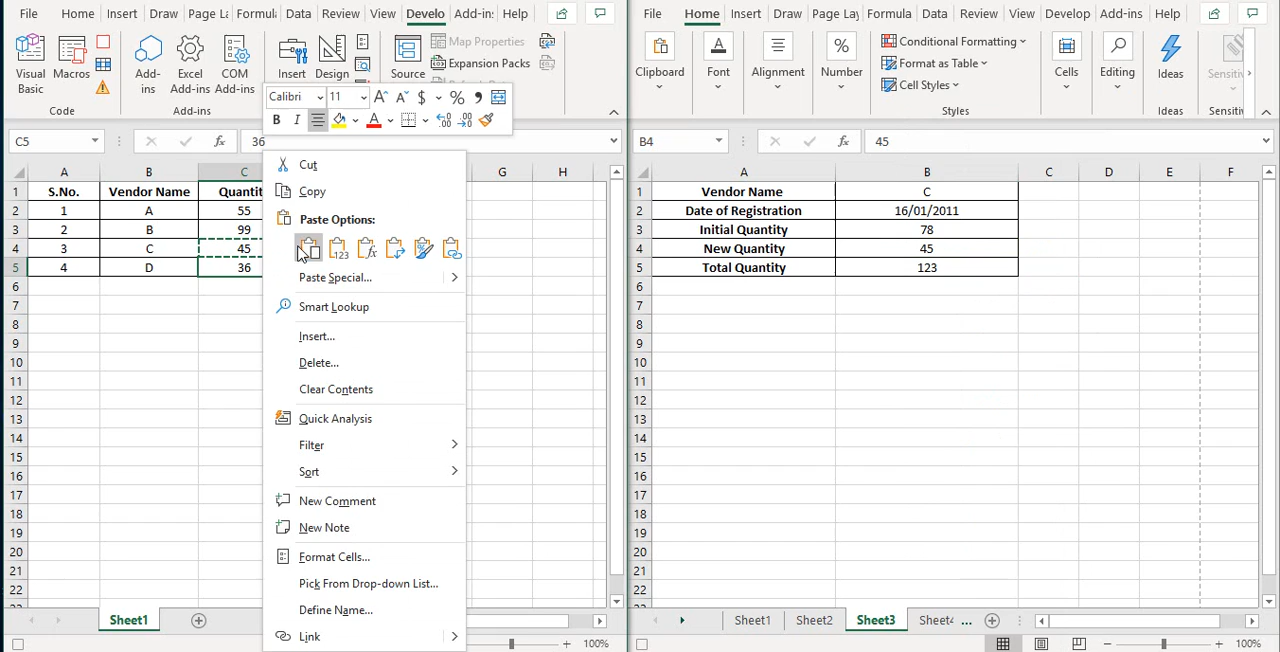 File Home Insert Draw Page La Formula Data Review View Develo Add-ins Help
Visual Basic
Macros
Add-ins
Excel Add-ins
COM Add-ins
Insert
Design
Source
Map Properties
Expansion Packs
Code
Add-ins
Calibri 11
C5 36
A B C G H
1 S.No. Vendor Name Quantit
2 1 A 55
3 2 B 99
4 3 C 45
5 4 D 36
6
7
8
9
10
11
12
13
14
15
16
17
18
19
20
21
22
Sheet1
100%
Cut
Copy
Paste Options:
Paste Special...
Smart Lookup
Insert...
Delete...
Clear Contents
Quick Analysis
Filter
Sort
New Comment
New Note
Format Cells...
Pick From Drop-down List...
Define Name...
Link
File Home Insert Draw Page Lay Formula Data Review View Develop Add-ins Help
Clipboard
Font
Alignment
Number
Conditional Formatting
Format as Table
Cell Styles
Styles
Cells
Editing
Ideas
Ideas
Sensitiv
Sensitiv
B4 45
A B C D E F
1 Vendor Name C
2 Date of Registration 16/01/2011
3 Initial Quantity 78
4 New Quantity 45
5 Total Quantity 123
6
7
8
9
10
11
12
13
14
15
16
17
18
19
20
21
22
Sheet1 Sheet2 Sheet3 Sheet4 ...
100%